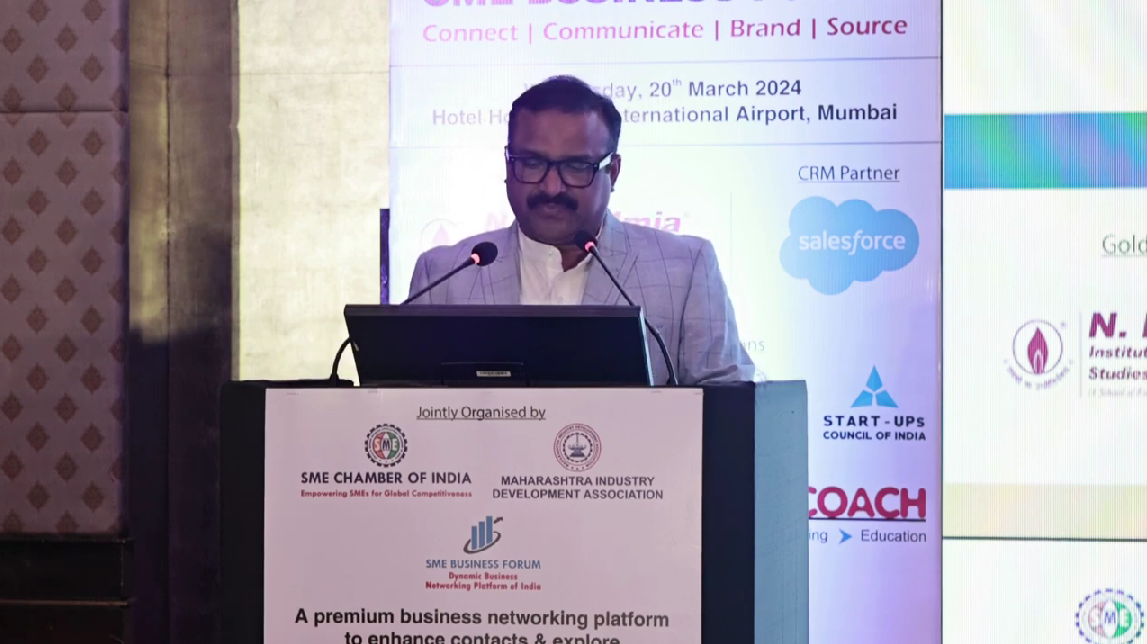 Connect | Communicate | Brand | Source
20th March 2024
Hotel
International Airport, Mumbai
CRM Partner
salesforce
Gold
N.
Institut
Studies
START-UPS
COUNCIL OF INDIA
COACH
Education
Jointly Organised by
SME
SME CHAMBER OF INDIA
Empowering SMEs for Global Competitiveness
MAHARASHTRA INDUSTRY
DEVELOPMENT ASSOCIATION
SME BUSINESS FORUM
Dynamic Business
Networking Platform of India
A premium business networking platform
to enhance contacts & explore